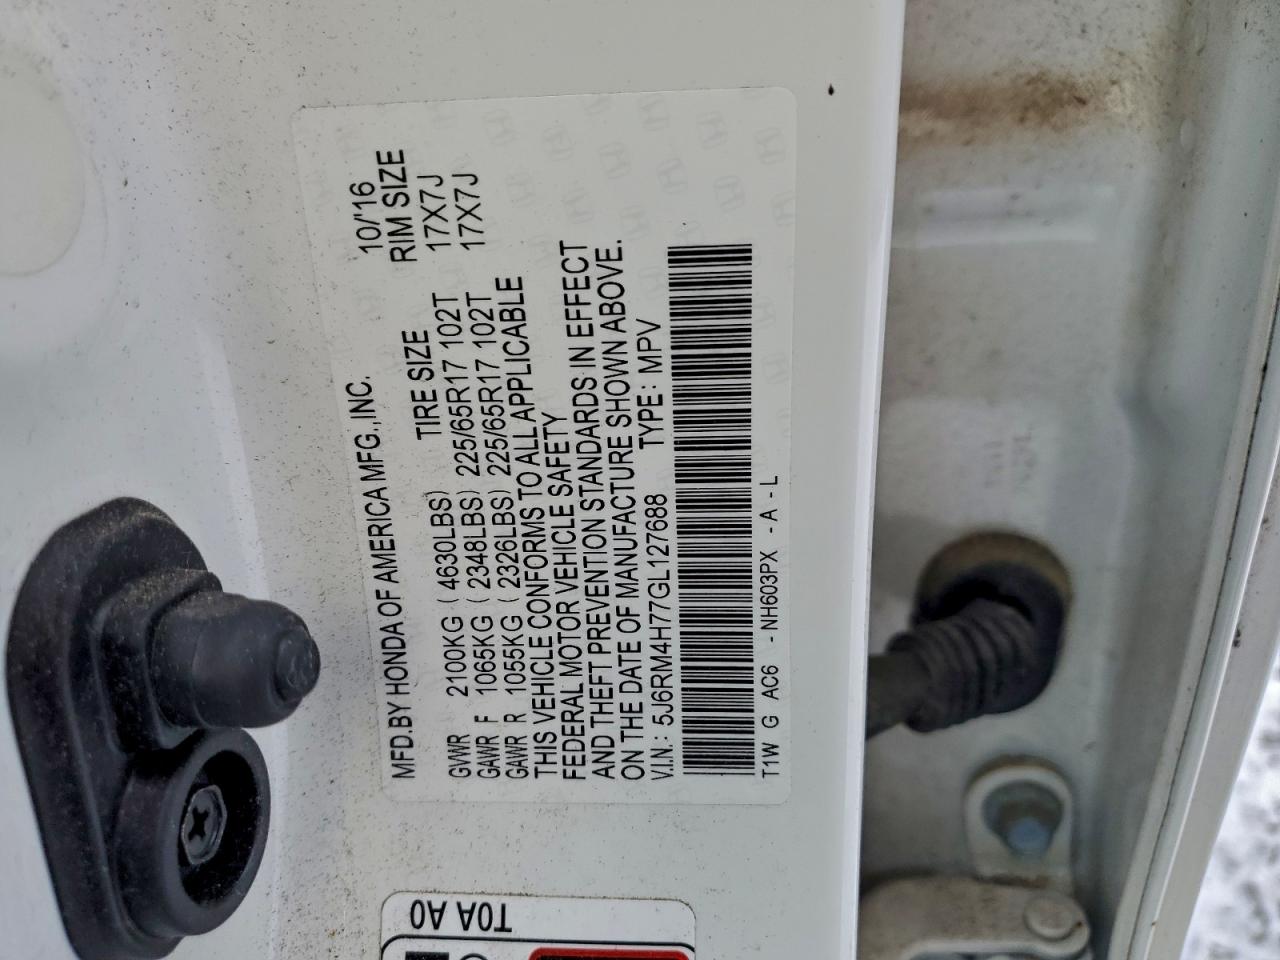 MFD.BY HONDA OF AMERICA MFG.,INC. 10/'16
TIRE SIZE RIM SIZE
GVWR 2100KG ( 4630LBS)
GAWR F 1065KG ( 2348LBS) 225/65R17 102T 17X7J
GAWR R 1055KG ( 2326LBS) 225/65R17 102T 17X7J
THIS VEHICLE CONFORMS TO ALL APPLICABLE
FEDERAL MOTOR VEHICLE SAFETY
AND THEFT PREVENTION STANDARDS IN EFFECT
ON THE DATE OF MANUFACTURE SHOWN ABOVE.
V.I.N.: 5J6RM4H77GL127688 TYPE: MPV
T1W G AC6 -NH603PX -A-L
T0A A0